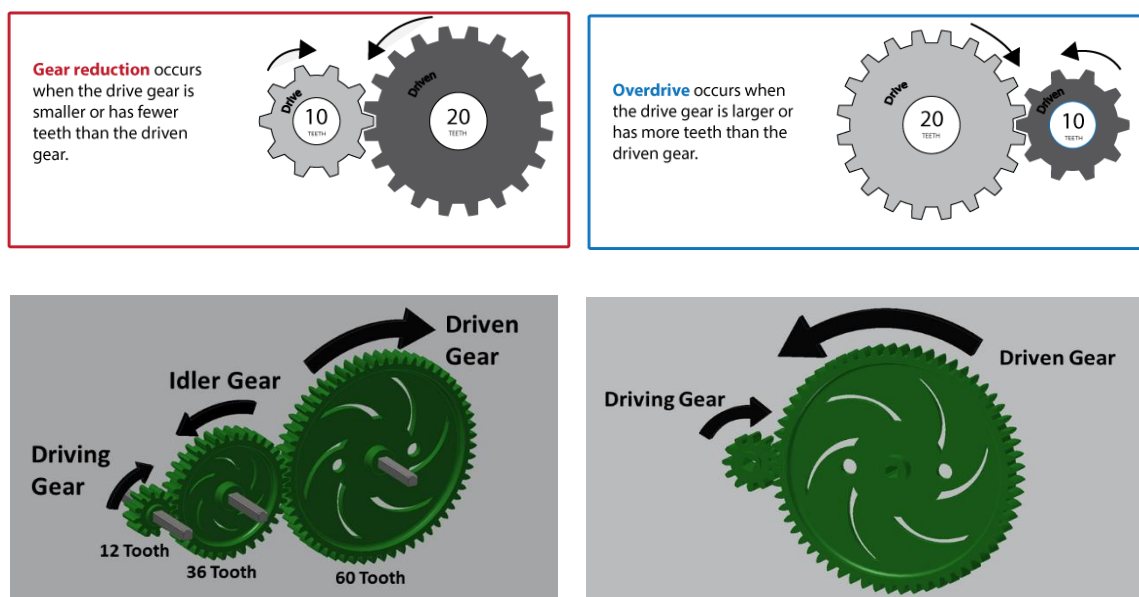 Gear reduction occurs
when the drive gear is
smaller or has fewer
teeth than the driven
gear.
Drive
10
TEETH
Driven
20
TEETH
Overdrive occurs when
the drive gear is larger or
has more teeth than the
driven gear.
Drive
20
TEETH
Driven
10
TEETH
Driven
Gear
Idler Gear
Driving
Gear
12 Tooth
36 Tooth
60 Tooth
Driven Gear
Driving Gear